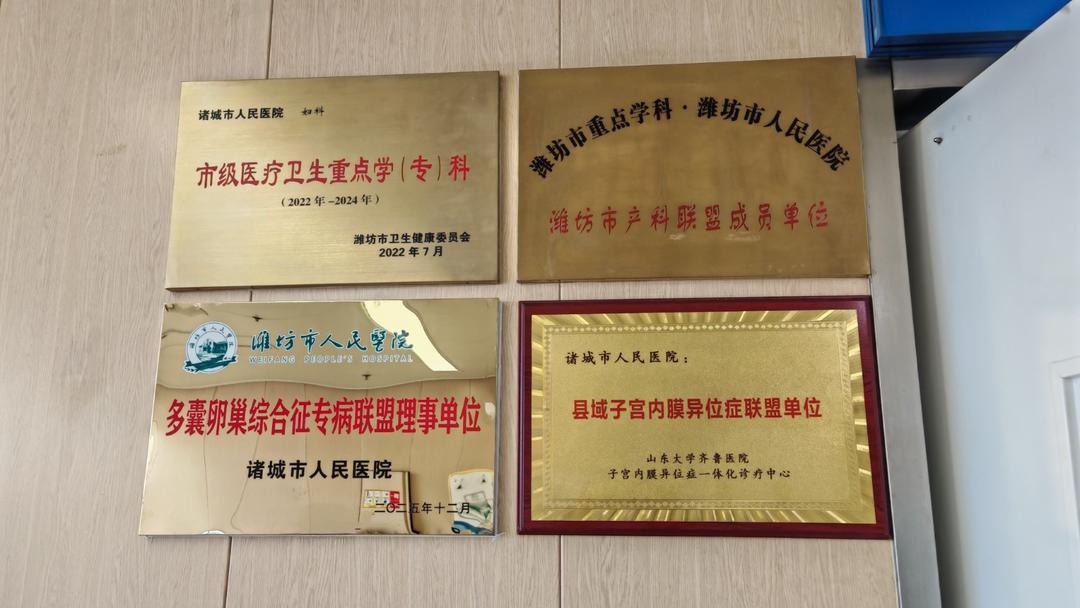 诸城市人民医院 妇科
市级医疗卫生重点学(专)科
(2022年-2024年)
潍坊市卫生健康委员会
2022年7月
潍坊市重点学科·潍坊市人民医院
潍坊市产科联盟成员单位
潍坊市人民醫院
WEIFANG PEOPLE'S HOSPITAL
多囊卵巢综合征专病联盟理事单位
诸城市人民医院
二〇二五年十二月
诸城市人民医院：
县域子宫内膜异位症联盟单位
山东大学齐鲁医院
子宫内膜异位症一体化诊疗中心